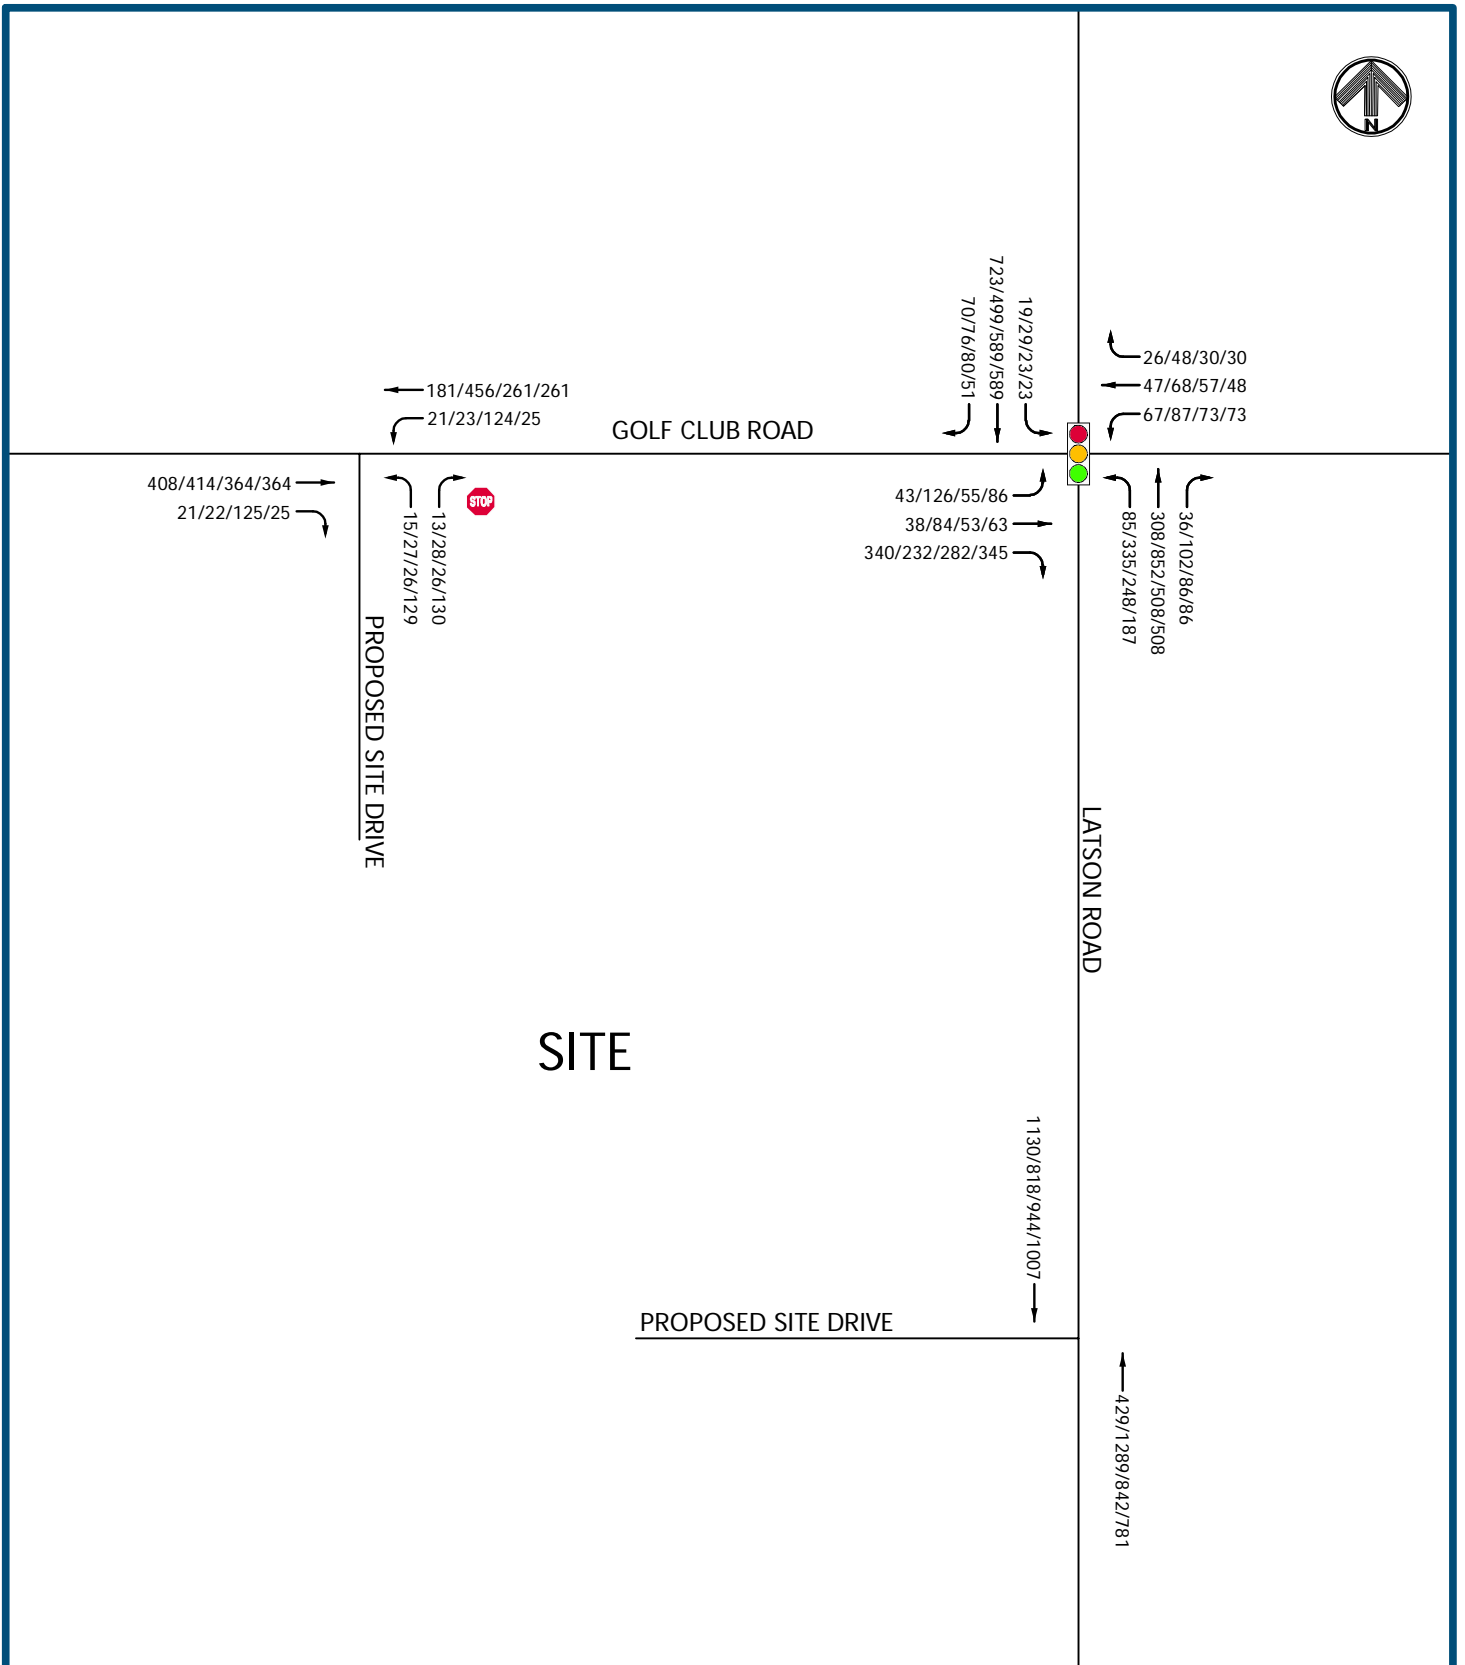 N
723/499/589/589
70/76/80/51
19/29/23/23
26/48/30/30
47/68/57/48
67/87/73/73
181/456/261/261
21/23/124/25
GOLF CLUB ROAD
408/414/364/364
21/22/125/25
STOP
15/27/26/129
13/28/26/130
43/126/55/86
38/84/53/63
340/232/282/345
85/335/248/187
308/852/508/508
36/102/86/86
PROPOSED SITE DRIVE
LATSON ROAD
SITE
1130/818/944/1007
PROPOSED SITE DRIVE
429/1289/842/781